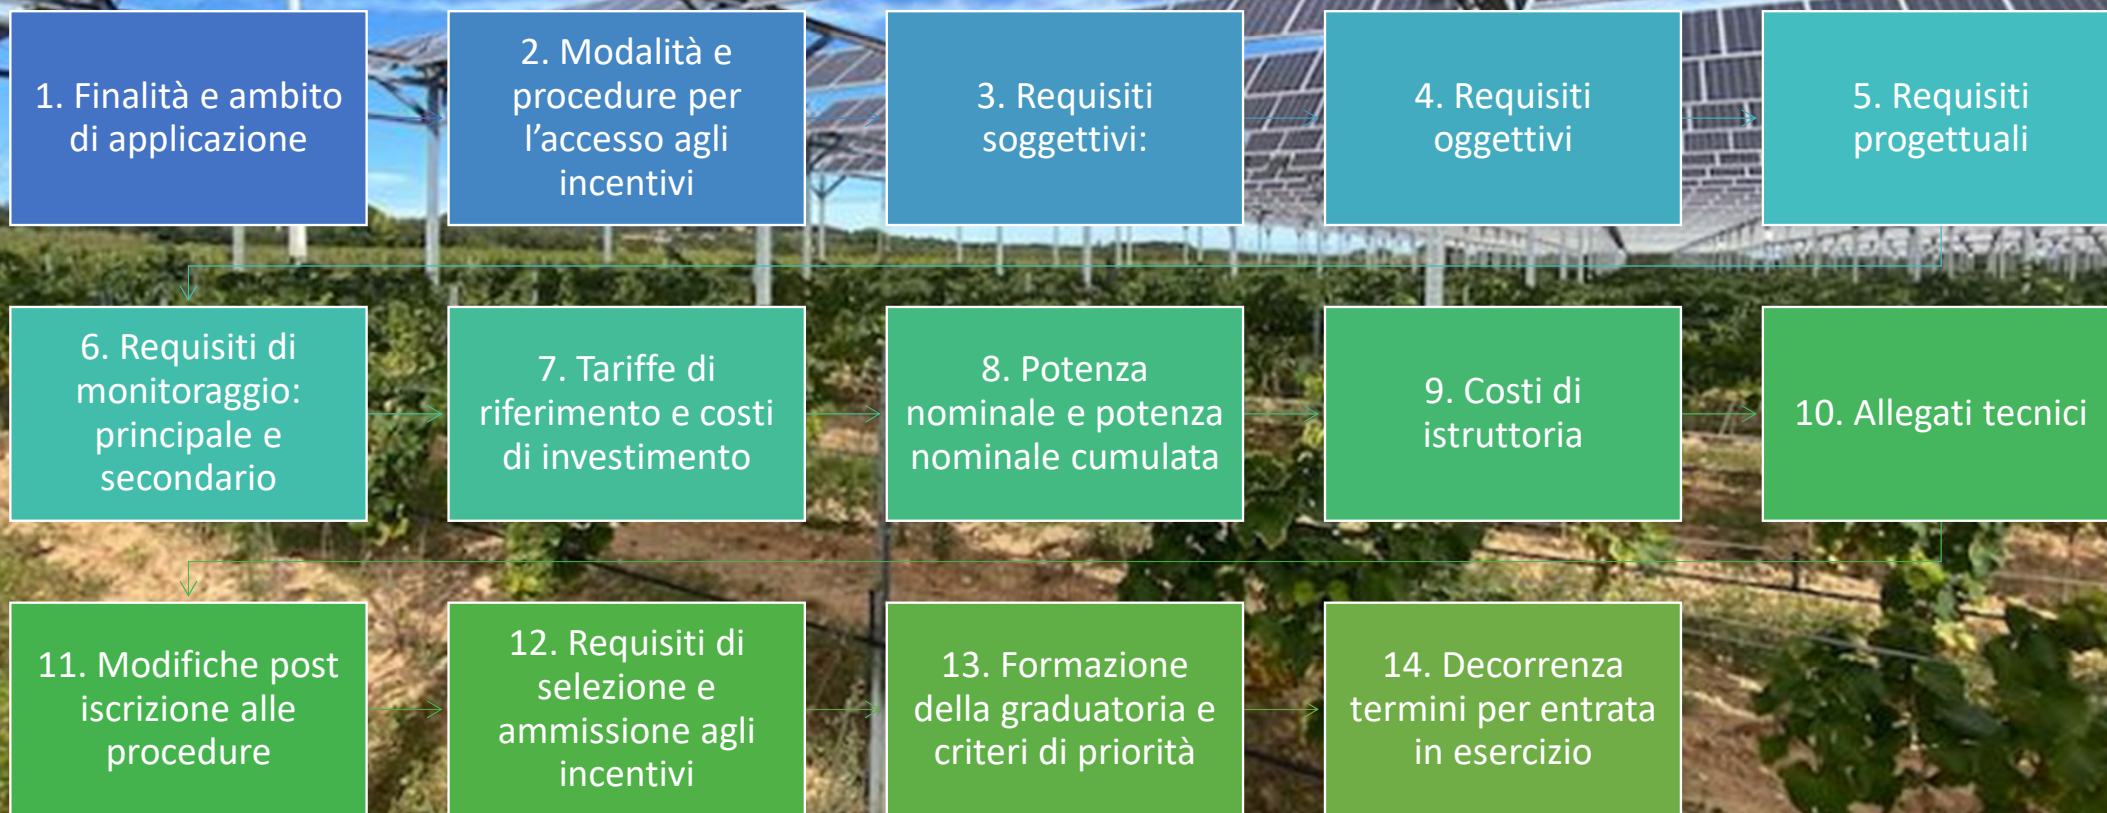 1. Finalità e ambito
di applicazione
2. Modalità e
procedure per
l’accesso agli
incentivi
3. Requisiti
soggettivi:
4. Requisiti
oggettivi
5. Requisiti
progettuali
6. Requisiti di
monitoraggio:
principale e
secondario
7. Tariffe di
riferimento e costi
di investimento
8. Potenza
nominale e potenza
nominale cumulata
9. Costi di
istruttoria
10. Allegati tecnici
11. Modifiche post
iscrizione alle
procedure
12. Requisiti di
selezione e
ammissione agli
incentivi
13. Formazione
della graduatoria e
criteri di priorità
14. Decorrenza
termini per entrata
in esercizio